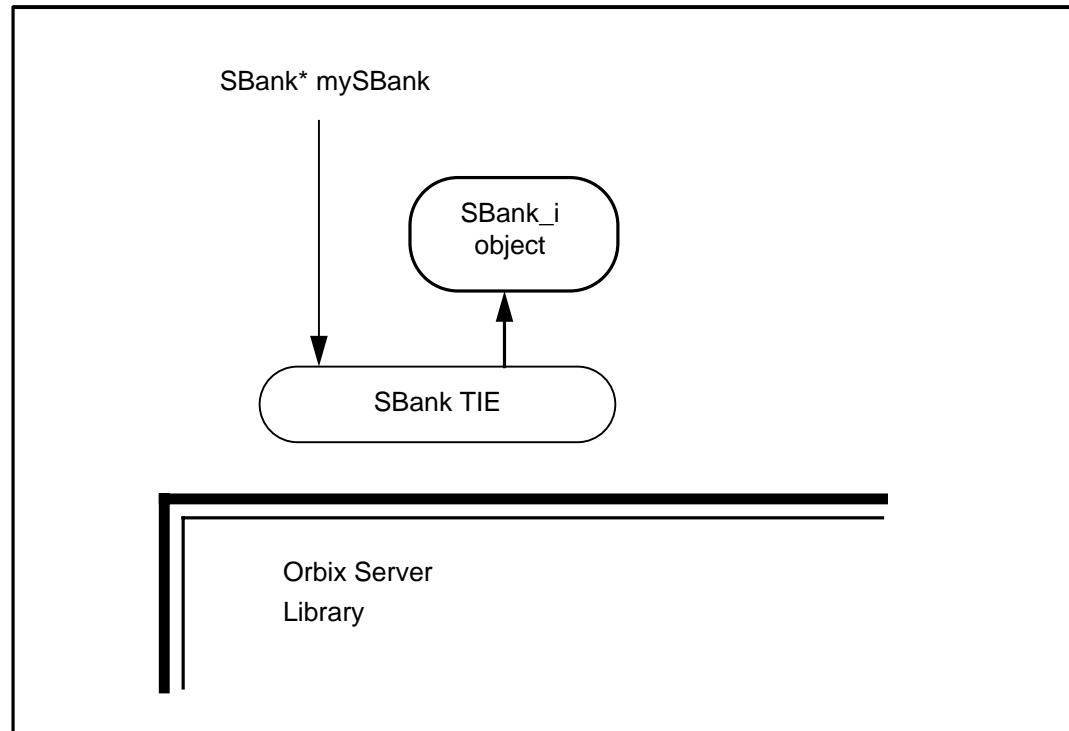 SBank* mySBank
SBank_i
object
SBank TIE
Orbix Server
Library